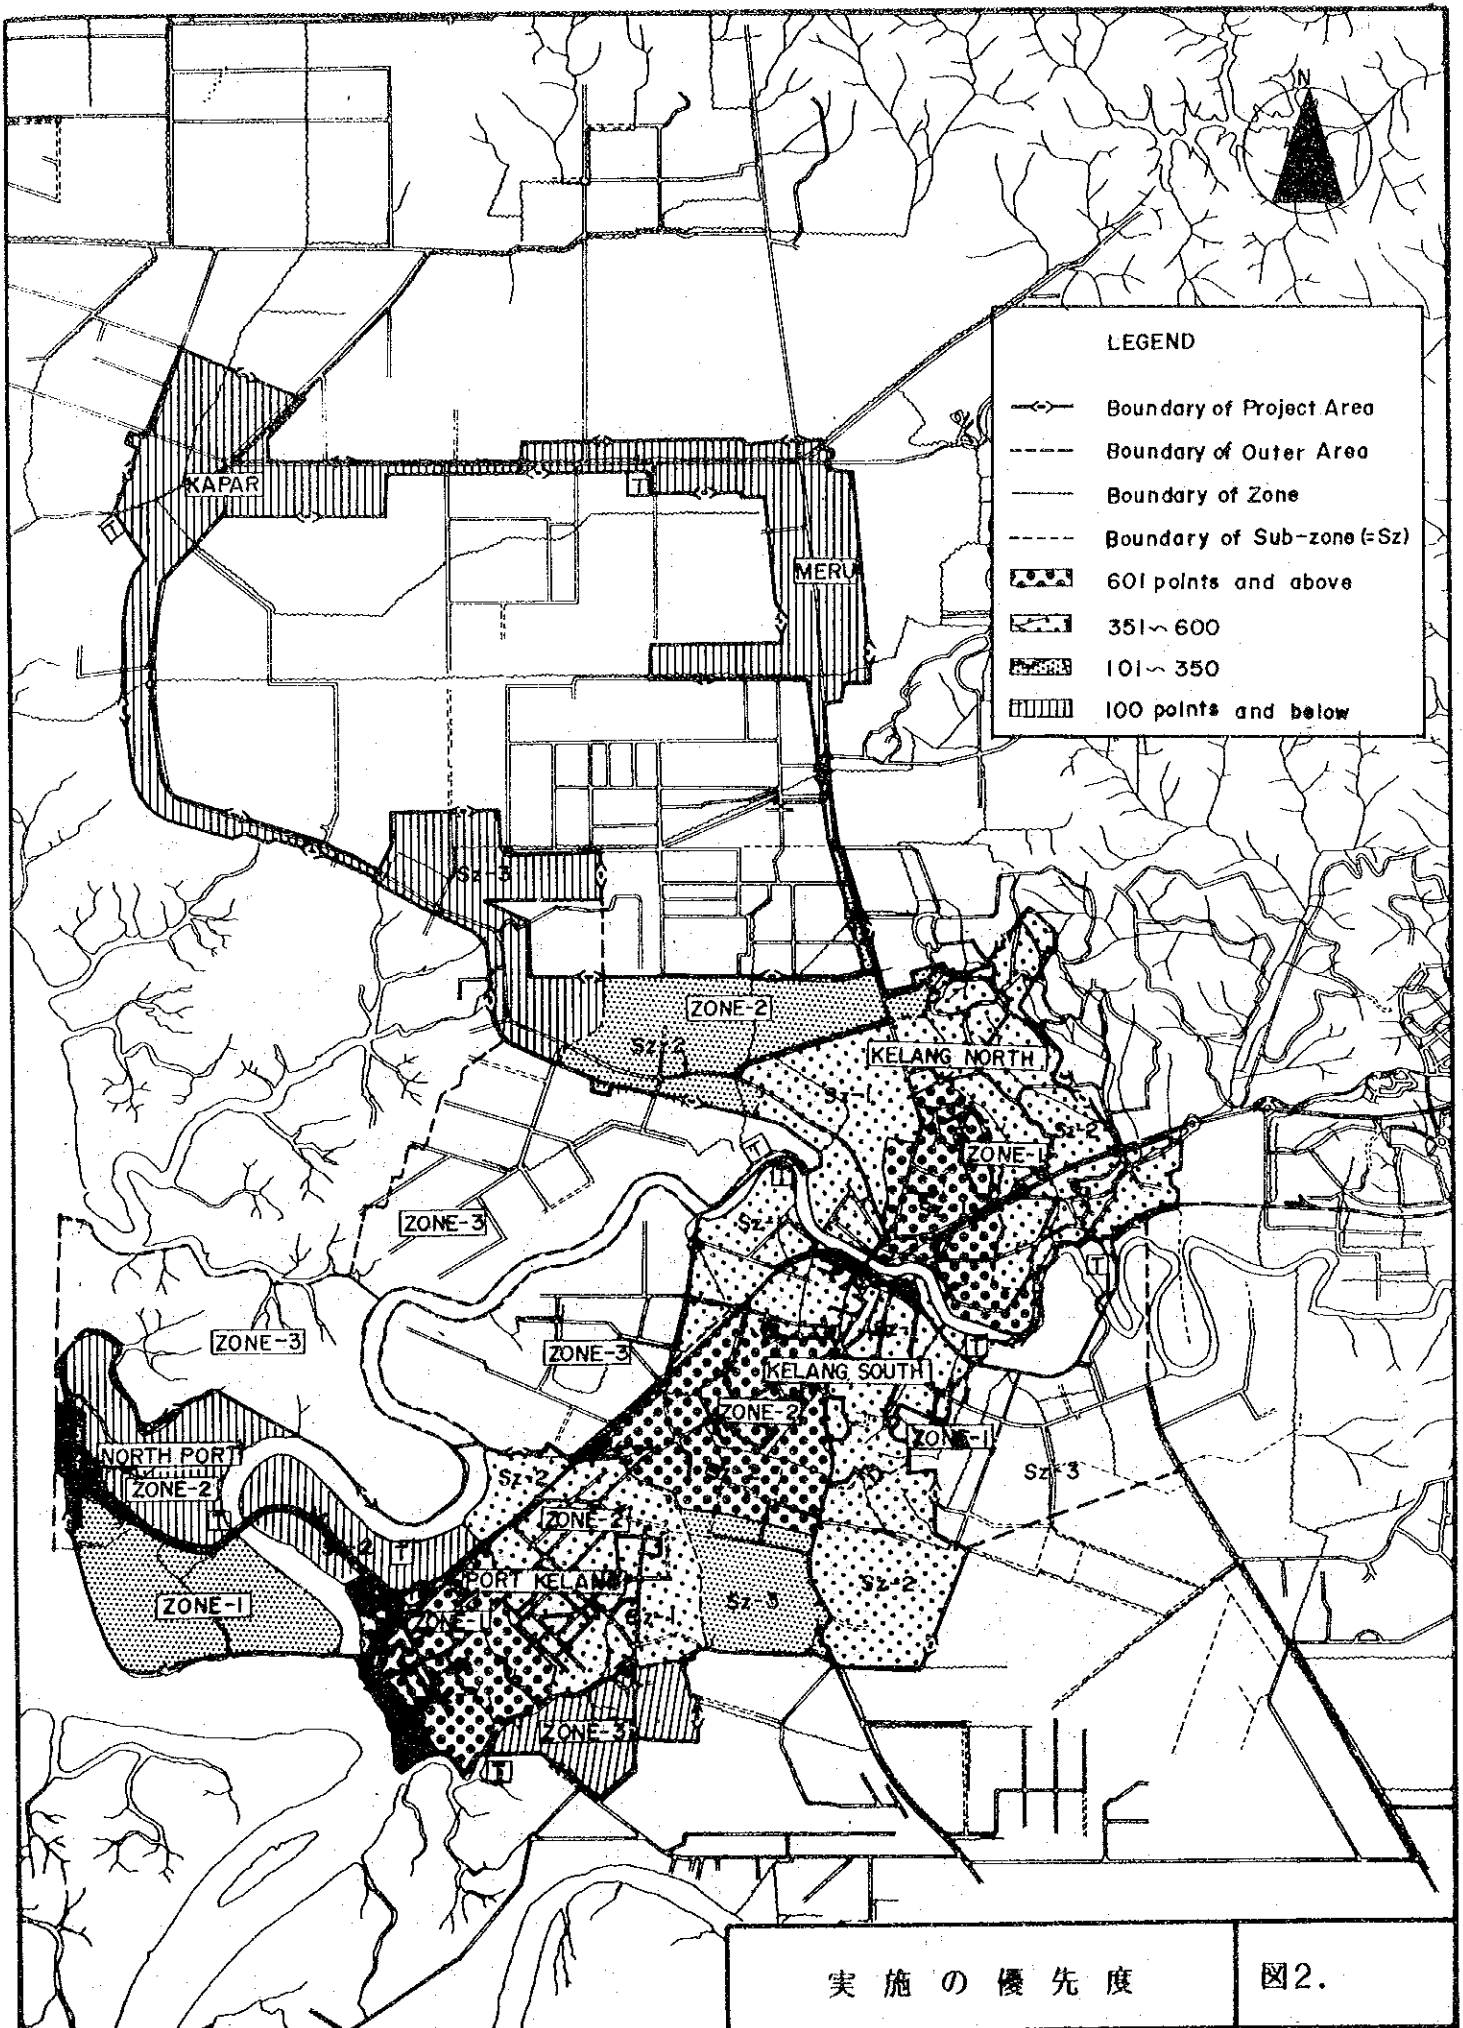 N
LEGEND
Boundary of Project Area
Boundary of Outer Area
Boundary of Zone
Boundary of Sub-zone (=Sz)
601 points and above
351~600
101~350
100 points and below
KAPAR
T
T
MERU
Sz-3
ZONE-2
Sz-2
KELANG NORTH
Sz-1
Sz-2
ZONE-1
T
T
ZONE-3
Sz-1
T
ZONE-3
ZONE-3
T
KELANG SOUTH
ZONE-2
ZONE-1
NORTH PORT
ZONE-2
Sz-2
Sz-3
T
ZONE-2
T
PORT KELANG
Sz-2
ZONE-1
ZONE-1
Sz-1
Sz-3
ZONE-3
T
実施の優先度
図2.